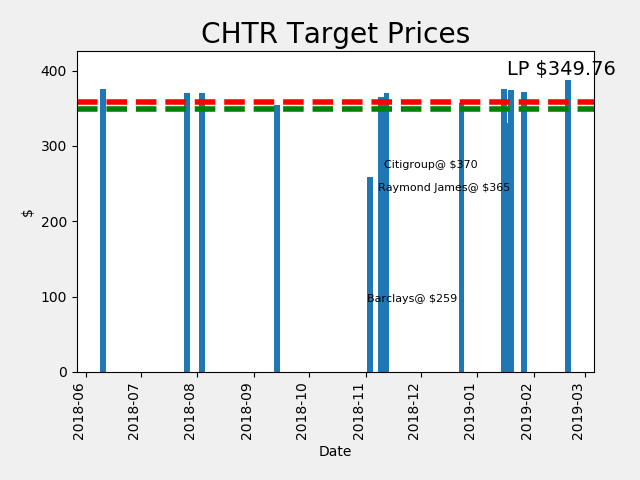 CHTR Target Prices
LP $349.76
400
300
200
100
0
$
Citigroup@ $370
Raymond James@ $365
Barclays@ $259
2018-06
2018-07
2018-08
2018-09
2018-10
2018-11
2018-12
2019-01
2019-02
2019-03
Date